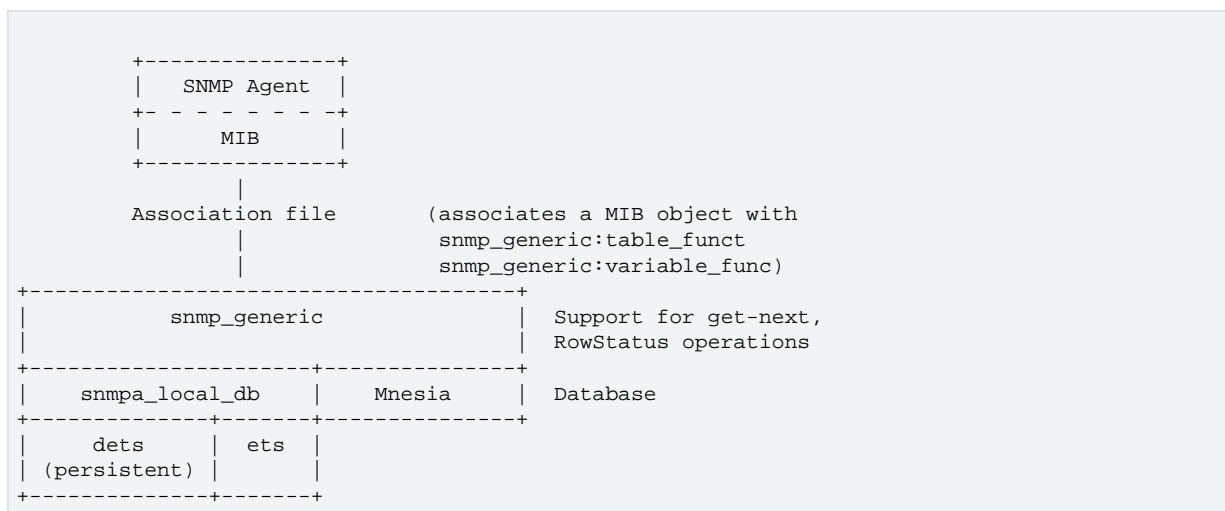 SNMP Agent
MIB
Association file (associates a MIB object with
snmp_generic:table_funct
snmp_generic:variable_func)
snmp_generic Support for get-next,
RowStatus operations
snmpa_local_db Mnesia Database
dets ets
(persistent)